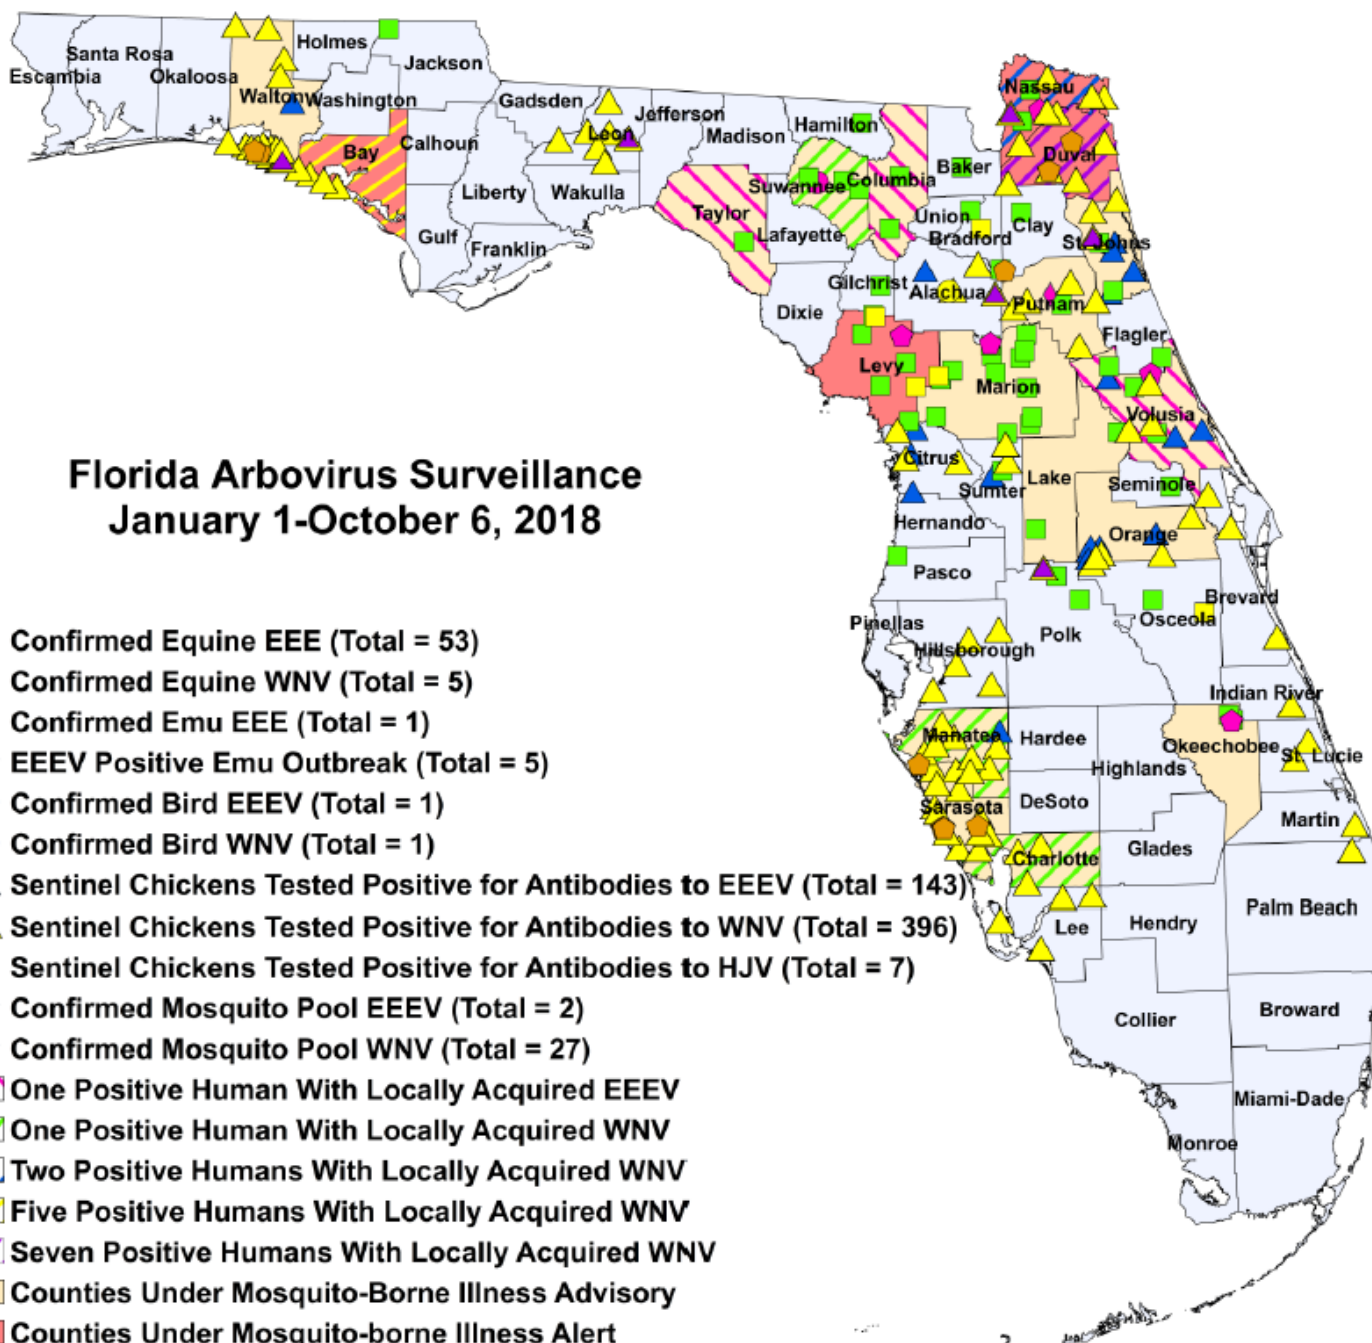 Holmes
Jackson
Santa Rosa
Escambia
Okaloosa
Walton
Washington
Gadsden
Jefferson
Leon
Madison
Hamilton
Nassau
Bay
Calhoun
Duval
Baker
Suwannee
Columbia
Liberty
Wakulla
Taylor
Union
Clay
Lafayette
Bradford
St. Johns
Gulf
Franklin
Gilchrist
Alachua
Putnam
Dixie
Flagler
Levy
Marion
Volusia
Florida Arbovirus Surveillance
January 1-October 6, 2018
Citrus
Lake
Seminole
Sumter
Hernando
Orange
Pasco
Brevard
Pinellas
Osceola
Polk
Hillsborough
Indian River
Manatee
Hardee
Okeechobee
St. Lucie
Highlands
DeSoto
Sarasota
Martin
Glades
Charlotte
Palm Beach
Hendry
Lee
Broward
Collier
Miami-Dade
Monroe
Confirmed Equine EEE (Total = 53)
Confirmed Equine WNV (Total = 5)
Confirmed Emu EEE (Total = 1)
EEEV Positive Emu Outbreak (Total = 5)
Confirmed Bird EEEV (Total = 1)
Confirmed Bird WNV (Total = 1)
Sentinel Chickens Tested Positive for Antibodies to EEEV (Total = 143)
Sentinel Chickens Tested Positive for Antibodies to WNV (Total = 396)
Sentinel Chickens Tested Positive for Antibodies to HJV (Total = 7)
Confirmed Mosquito Pool EEEV (Total = 2)
Confirmed Mosquito Pool WNV (Total = 27)
One Positive Human With Locally Acquired EEEV
One Positive Human With Locally Acquired WNV
Two Positive Humans With Locally Acquired WNV
Five Positive Humans With Locally Acquired WNV
Seven Positive Humans With Locally Acquired WNV
Counties Under Mosquito-Borne Illness Advisory
Counties Under Mosquito-borne Illness Alert